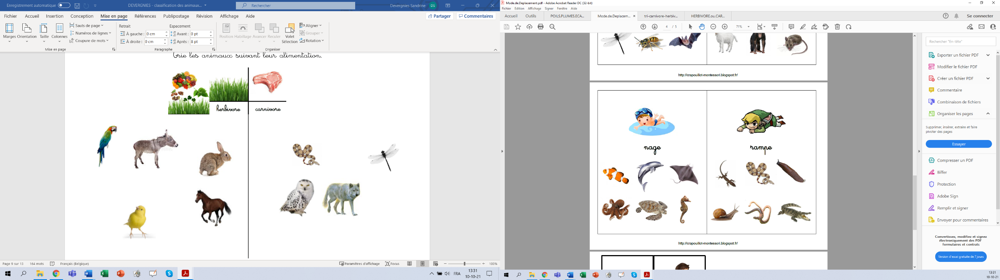 Enregistrement automatique
DEVERGNIES - classification des animaux...
Rechercher
Devergnies Sandrine
DS
Fichier Accueil Insertion Conception Mise en page Références Publipostage Révision Affichage Aide
Partager
Commentaires
Marges
Orientation
Taille
Colonnes
Sauts de page
Numéros de lignes
Coupure de mots
Mise en page
Retrait
À gauche : 0 cm
À droite : 0 cm
Espacement
Avant : 0 pt
Après : 8 pt
Paragraphe
Position
Habillage
Avancer
Reculer
Volet Sélection
Aligner
Grouper
Rotation
Organiser
Trie les animaux suivant leur alimentation.
herbivore
carnivore
Page 9 sur 13 164 mots Français (Belgique)
Paramètres d'affichage Focus 100%
FRA
13:31
10-10-21
Mode.de.Deplacement.pdf - Adobe Acrobat Reader DC (32-bit)
Fichier Edition Affichage Signer Fenêtre Aide
Accueil Outils POILS.PLUMES.ECA... Mode.de.Deplacem... × tri-carnivore-herbiv... HERBIVORE.ou.CAR...
Se connecter
4 / 5
71%
http://crapouillot-montessori.blogspot.fr/
nage
rampe
http://crapouillot-montessori.blogspot.fr/
Rechercher "En-tête"
Exporter un fichier PDF
Modifier le fichier PDF
Créer un fichier PDF
Commentaire
Combinaison de fichiers
Organiser les pages
Supprimer, insérer, extraire et faire
pivoter des pages
Essayer
Compresser un PDF
Biffer
Protection
Adobe Sign
Remplir et signer
Envoyer pour commentaires
Convertissez, modifiez et signez
électroniquement des PDF
formulaires et contrats
Version d'essai gratuite de 7 jours
13:31
10-10-21